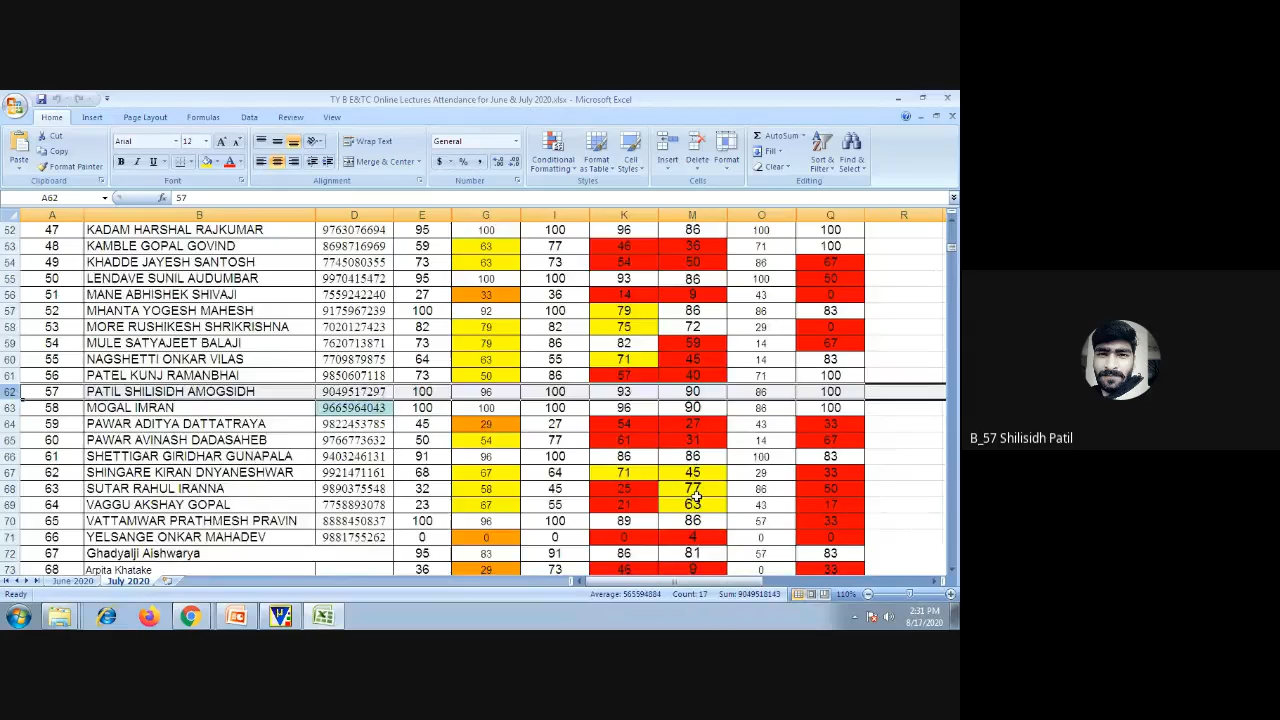 TY B E&TC Online Lectures Attendance for June & July 2020.xlsx - Microsoft Excel
Home Insert Page Layout Formulas Data Review View
Paste Cut Copy Format Painter Arial 12 Wrap Text Merge & Center General Conditional Formatting Format as Table Cell Styles Insert Delete Format AutoSum Fill Clear Sort & Filter Find & Select
Clipboard Font Alignment Number Styles Cells Editing
A62 fx 57
A B D E G I K M O Q R
52 47 KADAM HARSHAL RAJKUMAR 9763076694 95 100 100 96 86 100 100
53 48 KAMBLE GOPAL GOVIND 8698716969 59 63 77 46 36 71 100
54 49 KHADDE JAYESH SANTOSH 7745080355 73 63 73 54 50 86 67
55 50 LENDAVE SUNIL AUDUMBAR 9970415472 95 100 100 93 86 100 50
56 51 MANE ABHISHEK SHIVAJI 7559242240 27 33 36 14 9 43 0
57 52 MHANTA YOGESH MAHESH 9175967239 100 92 100 79 86 86 83
58 53 MORE RUSHIKESH SHRIKRISHNA 7020127423 82 79 82 75 72 29 0
59 54 MULE SATYAJEET BALAJI 7620713871 73 79 86 82 59 14 67
60 55 NAGSHETTI ONKAR VILAS 7709879875 64 63 55 71 45 14 83
61 56 PATEL KUNJ RAMANBHAI 9850607118 73 50 86 57 40 71 100
62 57 PATIL SHILISIDH AMOGSIDH 9049517297 100 96 100 93 90 86 100
63 58 MOGAL IMRAN 9665964043 100 100 100 96 90 86 100
64 59 PAWAR ADITYA DATTATRAYA 9822453785 45 29 27 54 27 43 33
65 60 PAWAR AVINASH DADASAHEB 9766773632 50 54 77 61 31 14 67
66 61 SHETTIGAR GIRIDHAR GUNAPALA 9403246131 91 96 100 86 86 100 83
67 62 SHINGARE KIRAN DNYANESHWAR 9921471161 68 67 64 71 45 29 33
68 63 SUTAR RAHUL IRANNA 9890375548 32 58 45 25 77 86 50
69 64 VAGGU AKSHAY GOPAL 7758893078 23 67 55 21 63 43 17
70 65 VATTAMWAR PRATHMESH PRAVIN 8888450837 100 96 100 89 86 57 33
71 66 YELSANGE ONKAR MAHADEV 9881755262 0 0 0 0 4 0 0
72 67 Ghadyalji Aishwarya 95 83 91 86 81 57 83
73 68 Arpita Khatake 36 29 73 46 9 0 33
June 2020 July 2020
Ready Average: 565594884 Count: 17 Sum: 9049518143 110%
2:31 PM
8/17/2020
B_57 Shilisidh Patil